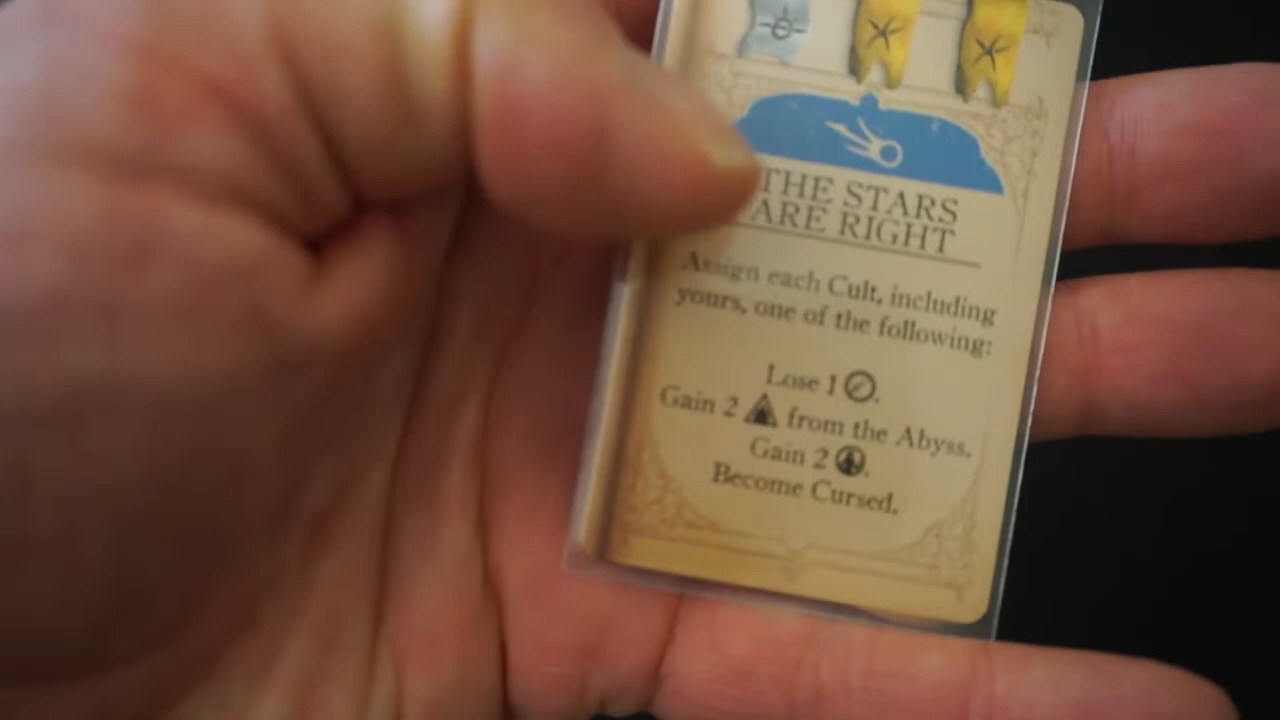 THE STARS
ARE RIGHT
Assign each Cult, including
yours, one of the following:
Lose 1 .
Gain 2 from the Abyss.
Gain 2 .
Become Cursed.